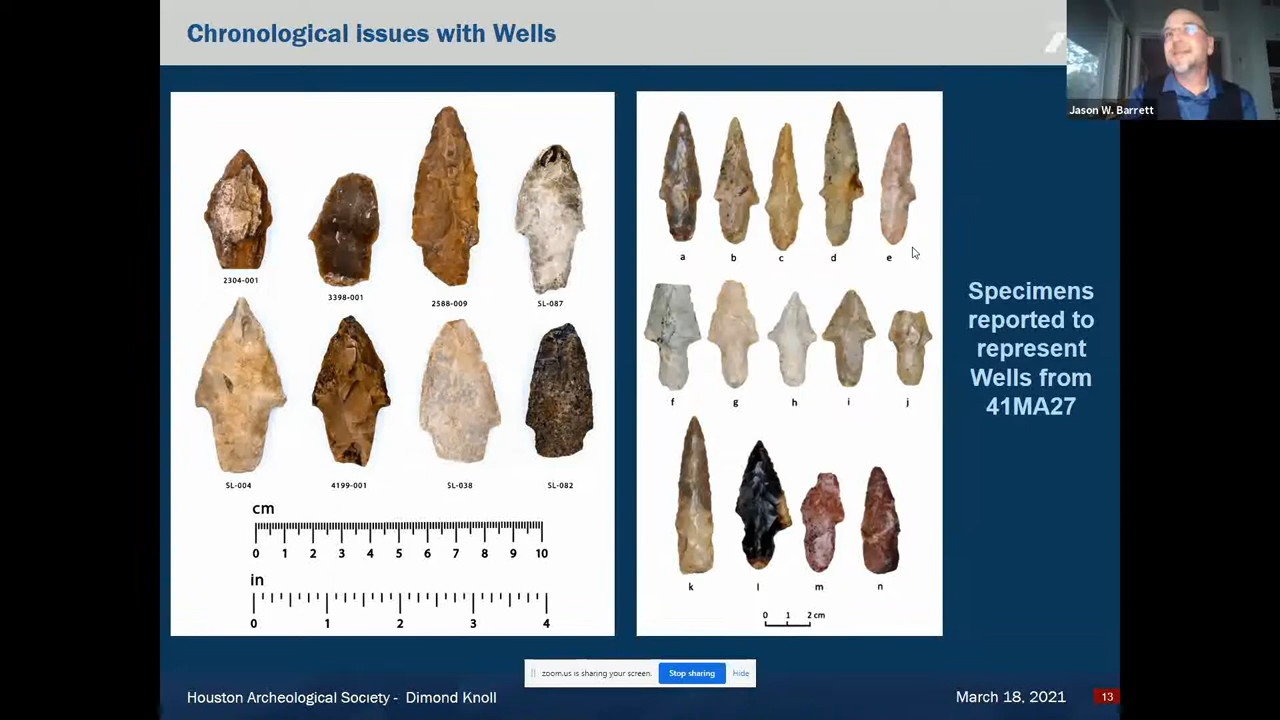 Chronological issues with Wells
Jason W. Barrett
2304-001
3398-001
2588-009
SL-087
SL-004
4199-001
SL-038
SL-082
cm
0 1 2 3 4 5 6 7 8 9 10
in
0 1 2 3 4
a b c d e
f g h i j
k l m n
0 1 2 cm
Specimens
reported to
represent
Wells from
41MA27
zoom.us is sharing your screen. Stop sharing Hide
Houston Archeological Society - Dimond Knoll
March 18, 2021
13